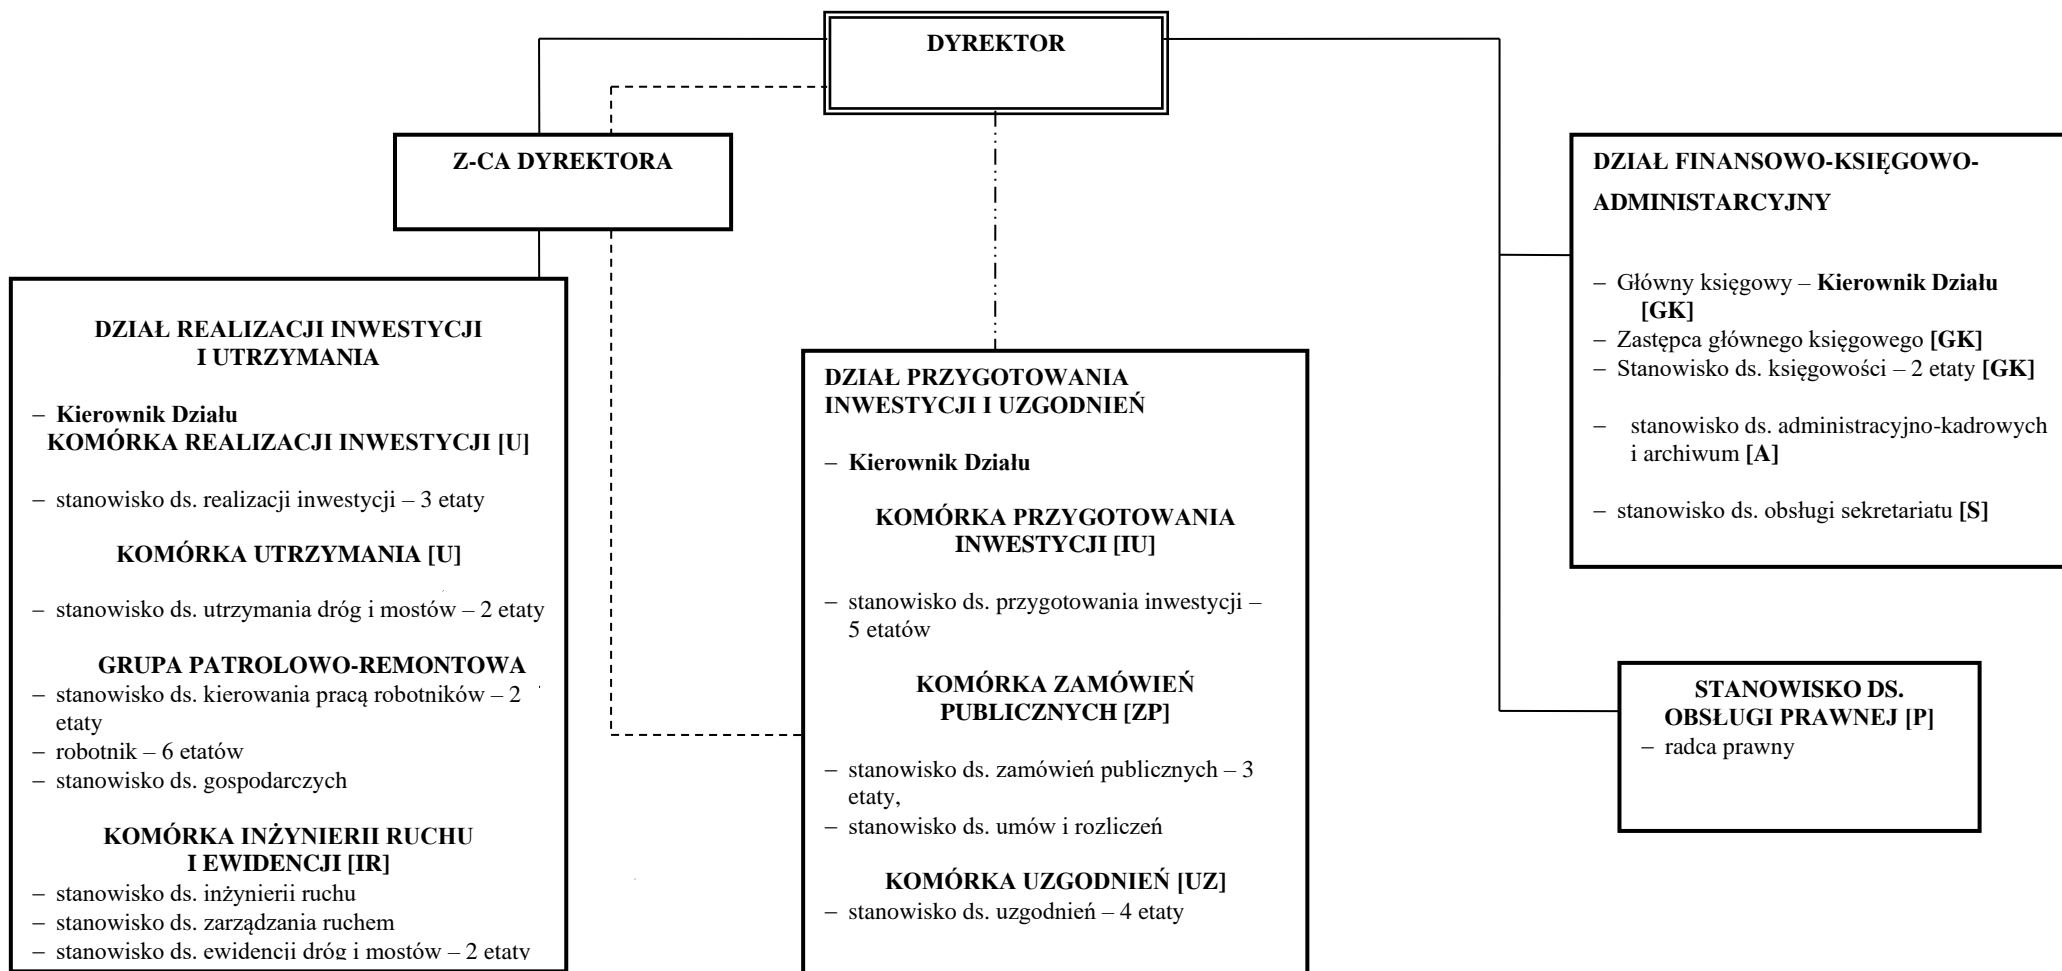 DYREKTOR
Z-CA DYREKTORA
DZIAŁ REALIZACJI INWESTYCJI
I UTRZYMANIA
– Kierownik Działu
KOMÓRKA REALIZACJI INWESTYCJI [U]
– stanowisko ds. realizacji inwestycji – 3 etaty
KOMÓRKA UTRZYMANIA [U]
– stanowisko ds. utrzymania dróg i mostów – 2 etaty
GRUPA PATROLOWO-REMONTOWA
– stanowisko ds. kierowania pracą robotników – 2
etaty
– robotnik – 6 etatów
– stanowisko ds. gospodarczych
KOMÓRKA INŻYNIERII RUCHU
I EWIDENCJI [IR]
– stanowisko ds. inżynierii ruchu
– stanowisko ds. zarządzania ruchem
– stanowisko ds. ewidencji dróg i mostów – 2 etaty
DZIAŁ PRZYGOTOWANIA
INWESTYCJI I UZGODNIEŃ
– Kierownik Działu
KOMÓRKA PRZYGOTOWANIA
INWESTYCJI [IU]
– stanowisko ds. przygotowania inwestycji –
5 etatów
KOMÓRKA ZAMÓWIEŃ
PUBLICZNYCH [ZP]
– stanowisko ds. zamówień publicznych – 3
etaty,
– stanowisko ds. umów i rozliczeń
KOMÓRKA UZGODNIEŃ [UZ]
– stanowisko ds. uzgodnień – 4 etaty
DZIAŁ FINANSOWO-KSIĘGOWO-
ADMINISTARCYJNY
– Główny księgowy – Kierownik Działu
[GK]
– Zastępca głównego księgowego [GK]
– Stanowisko ds. księgowości – 2 etaty [GK]
– stanowisko ds. administracyjno-kadrowych
i archiwum [A]
– stanowisko ds. obsługi sekretariatu [S]
STANOWISKO DS.
OBSŁUGI PRAWNEJ [P]
– radca prawny